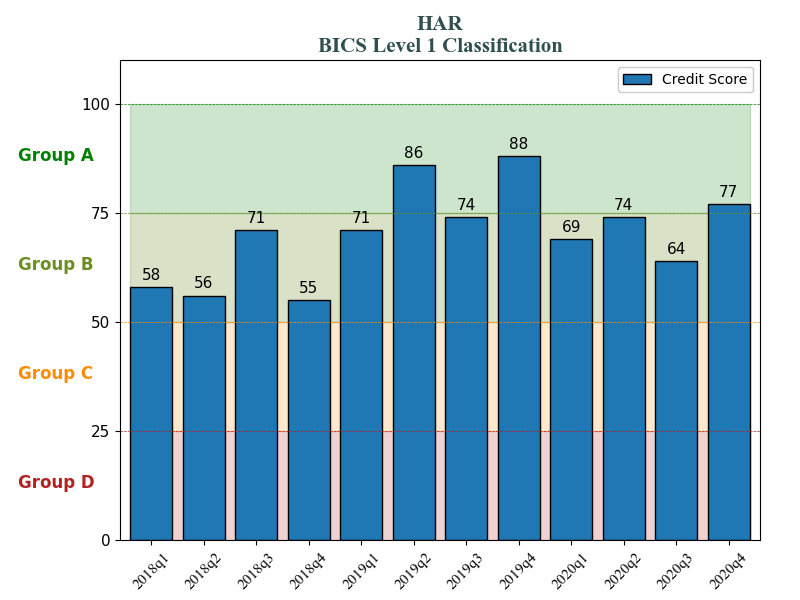 HAR
BICS Level 1 Classification
Credit Score
100
Group A
88
86
77
75
74
74
71
71
69
Group B
64
58
56
55
50
Group C
25
Group D
0
2018q1
2018q2
2018q3
2018q4
2019q1
2019q2
2019q3
2019q4
2020q1
2020q2
2020q3
2020q4